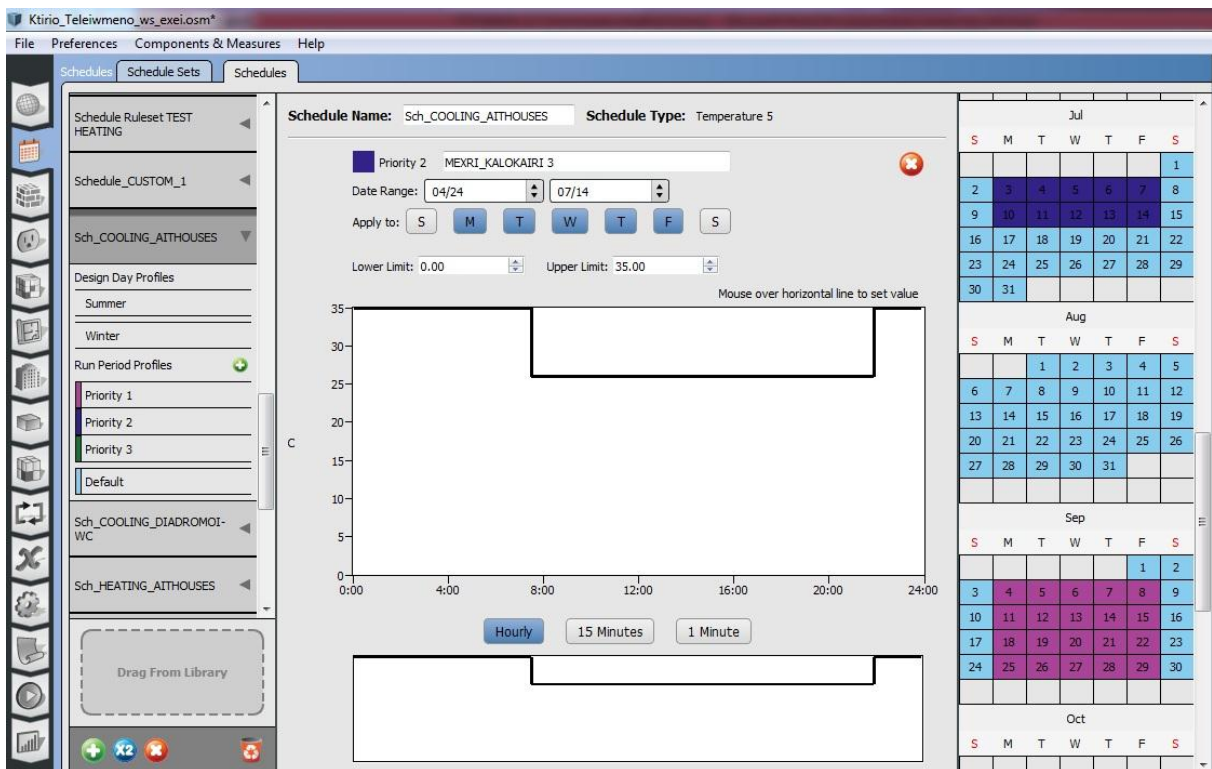 Ktirio_Teleiwmeno_ws_exei.osm*
File Preferences Components & Measures Help
Schedules Schedule Sets Schedules
Schedule Ruleset TEST
HEATING
Schedule_CUSTOM_1
Sch_COOLING_AITHOUSES
Design Day Profiles
Summer
Winter
Run Period Profiles
Priority 1
Priority 2
Priority 3
Default
Sch_COOLING_DIADROMOI-
WC
Sch_HEATING_AITHOUSES
Drag From Library
X2
Schedule Name: Sch_COOLING_AITHOUSES Schedule Type: Temperature 5
Priority 2 MEXRI_KALOKAIRI 3
Date Range: 04/24 07/14
Apply to: S M T W T F S
Lower Limit: 0.00 Upper Limit: 35.00
Mouse over horizontal line to set value
35
30
25
20
C
15
10
5
0
0:00 4:00 8:00 12:00 16:00 20:00 24:00
Hourly 15 Minutes 1 Minute
Jul
S M T W T F S
1
2 3 4 5 6 7 8
9 10 11 12 13 14 15
16 17 18 19 20 21 22
23 24 25 26 27 28 29
30 31
Aug
S M T W T F S
1 2 3 4 5
6 7 8 9 10 11 12
13 14 15 16 17 18 19
20 21 22 23 24 25 26
27 28 29 30 31
Sep
S M T W T F S
1 2
3 4 5 6 7 8 9
10 11 12 13 14 15 16
17 18 19 20 21 22 23
24 25 26 27 28 29 30
Oct
S M T W T F S